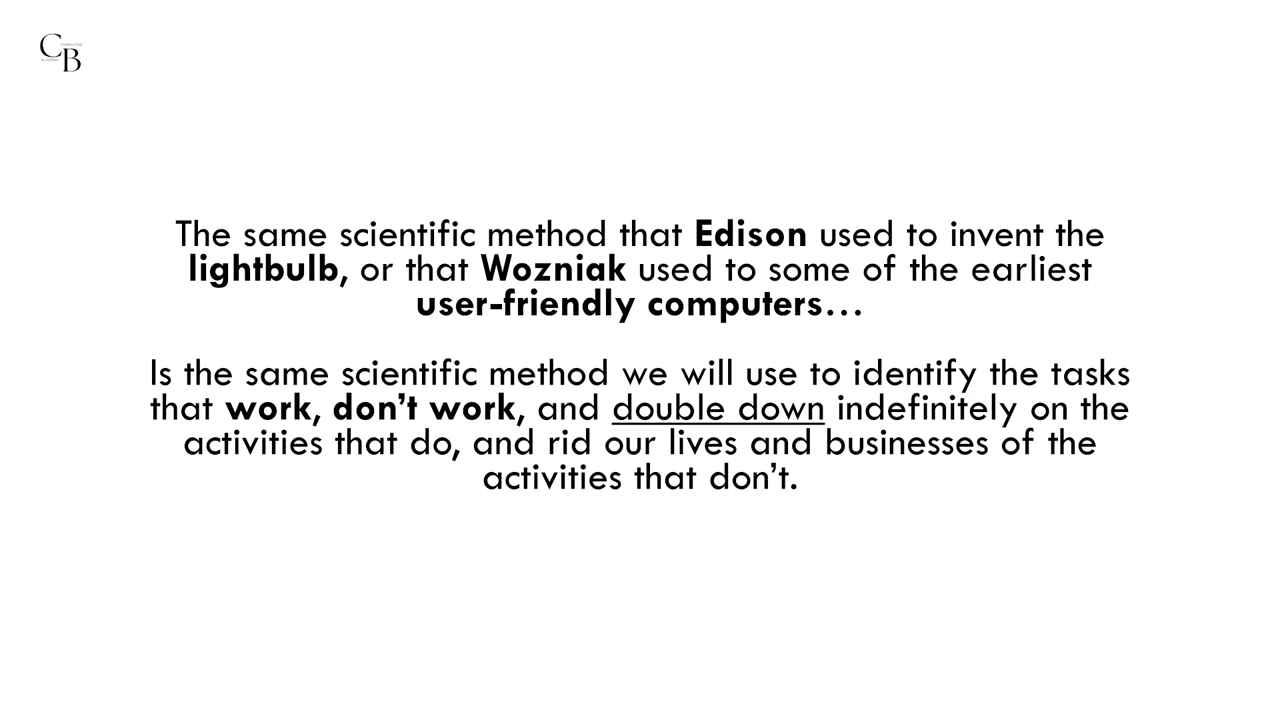 CB
The same scientific method that Edison used to invent the
lightbulb, or that Wozniak used to some of the earliest
user-friendly computers...
Is the same scientific method we will use to identify the tasks
that work, don’t work, and double down indefinitely on the
activities that do, and rid our lives and businesses of the
activities that don’t.